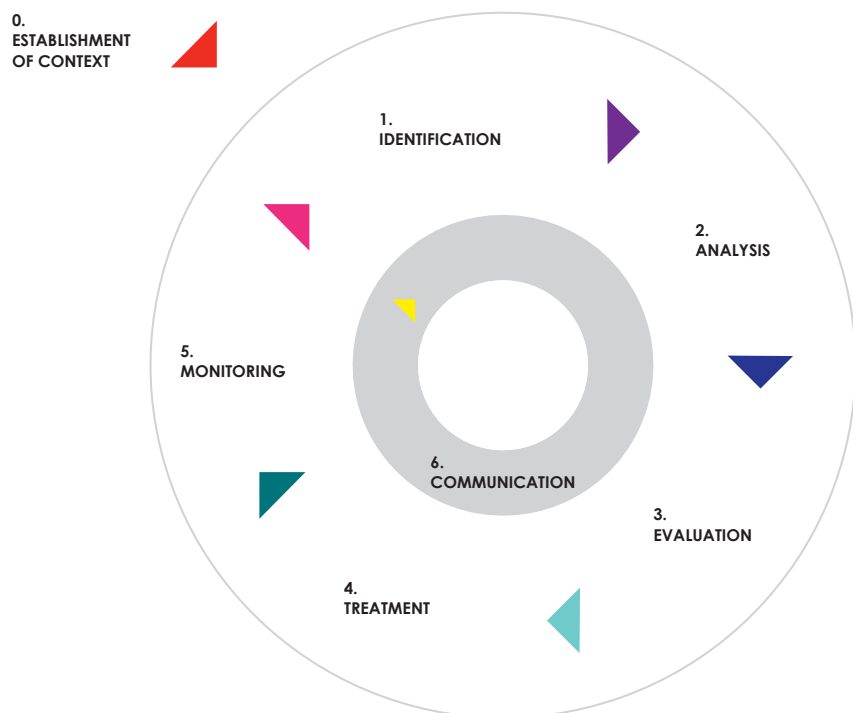 0.
ESTABLISHMENT
OF CONTEXT
1.
IDENTIFICATION
2.
ANALYSIS
3.
EVALUATION
4.
TREATMENT
5.
MONITORING
6.
COMMUNICATION